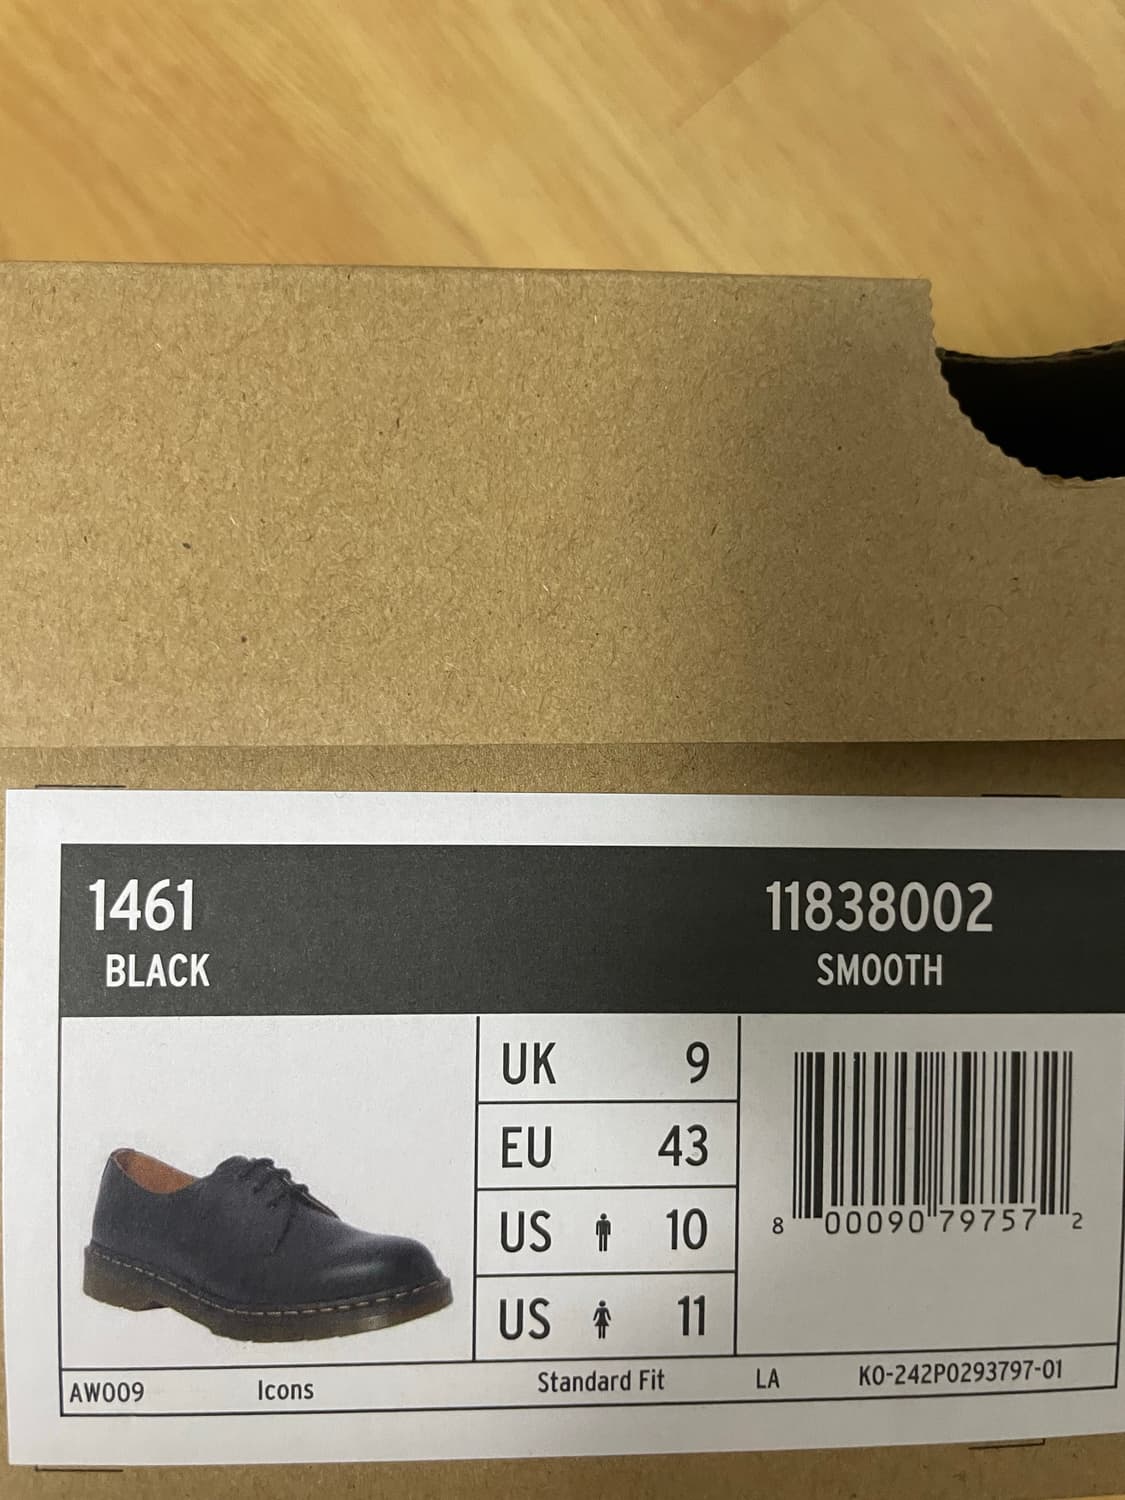 1461 11838002
BLACK SMOOTH
UK 9
EU 43
US 10
US 11
8 00090 79757 2
AW009 Icons Standard Fit LA KO-242P0293797-01